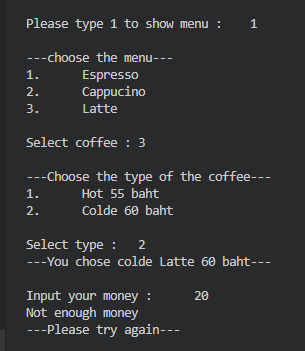 Please type 1 to show menu :    1
---choose the menu---
1.      Espresso
2.      Cappucino
3.      Latte
Select coffee : 3
---Choose the type of the coffee---
1.      Hot 55 baht
2.      Colde 60 baht
Select type :   2
---You chose colde Latte 60 baht---
Input your money :      20
Not enough money
---Please try again---